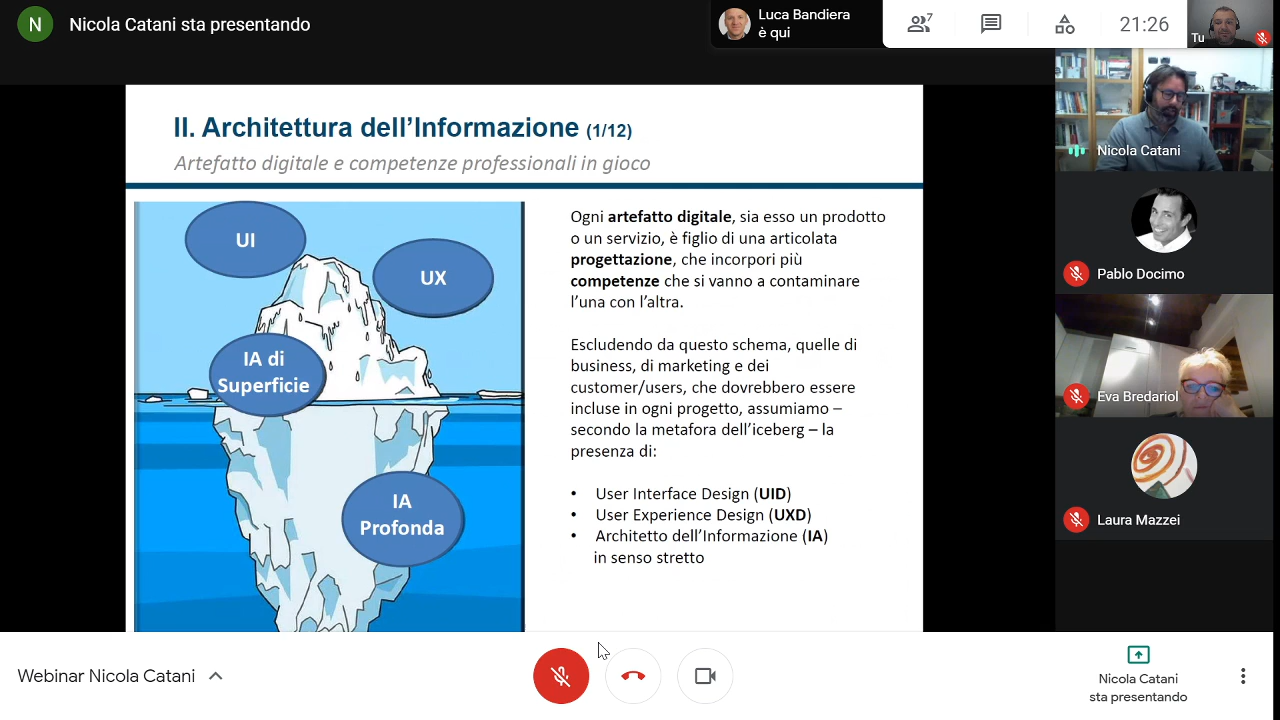 N
Nicola Catani sta presentando
Luca Bandiera
è qui
7
21:26
Tu
II. Architettura dell'Informazione (1/12)
Artefatto digitale e competenze professionali in gioco
UI
UX
IA di
Superficie
IA
Profonda
Ogni artefatto digitale, sia esso un prodotto
o un servizio, è figlio di una articolata
progettazione, che incorpori più
competenze che si vanno a contaminare
l'una con l'altra.
Escludendo da questo schema, quelle di
business, di marketing e dei
customer/users, che dovrebbero essere
incluse in ogni progetto, assumiamo –
secondo la metafora dell'iceberg – la
presenza di:
• User Interface Design (UID)
• User Experience Design (UXD)
• Architetto dell'Informazione (IA)
in senso stretto
Nicola Catani
Pablo Docimo
Eva Bredariol
Laura Mazzei
Webinar Nicola Catani
Nicola Catani
sta presentando